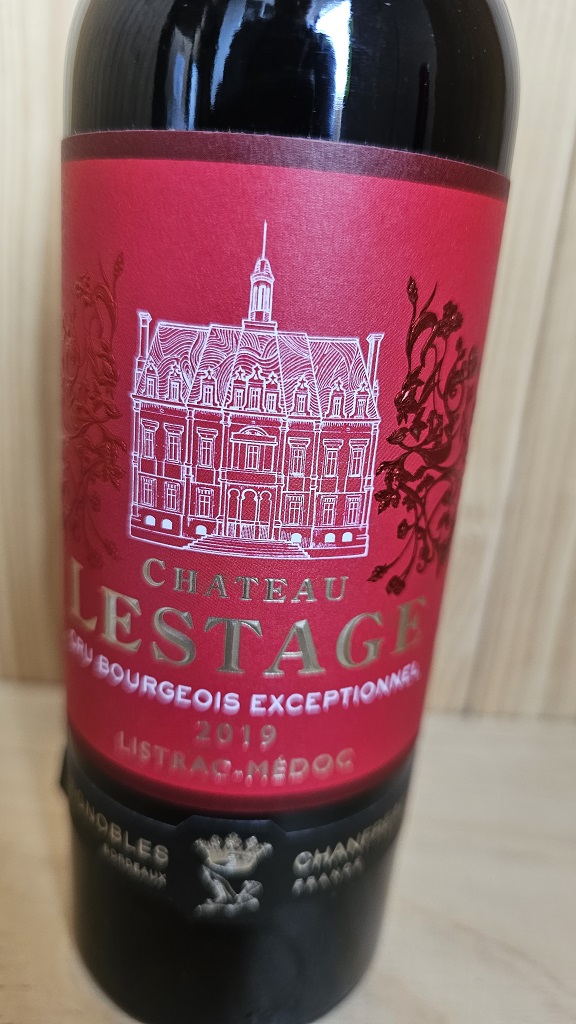 CHATEAU
LESTAGE
CRU BOURGEOIS EXCEPTIONNEL
2019
LISTRAC-MÉDOC
BORDEAUX
FRANCE